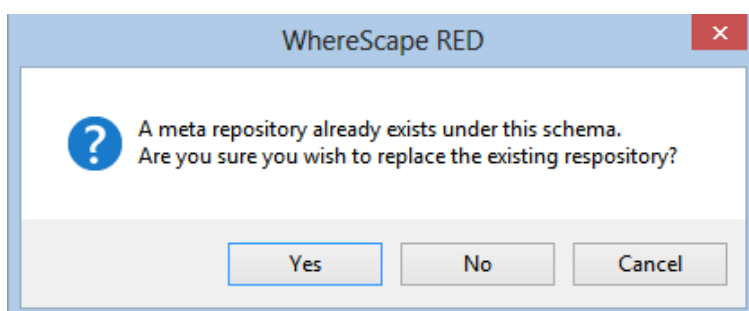 WhereScape RED
A meta repository already exists under this schema.
Are you sure you wish to replace the existing respository?
Yes No Cancel